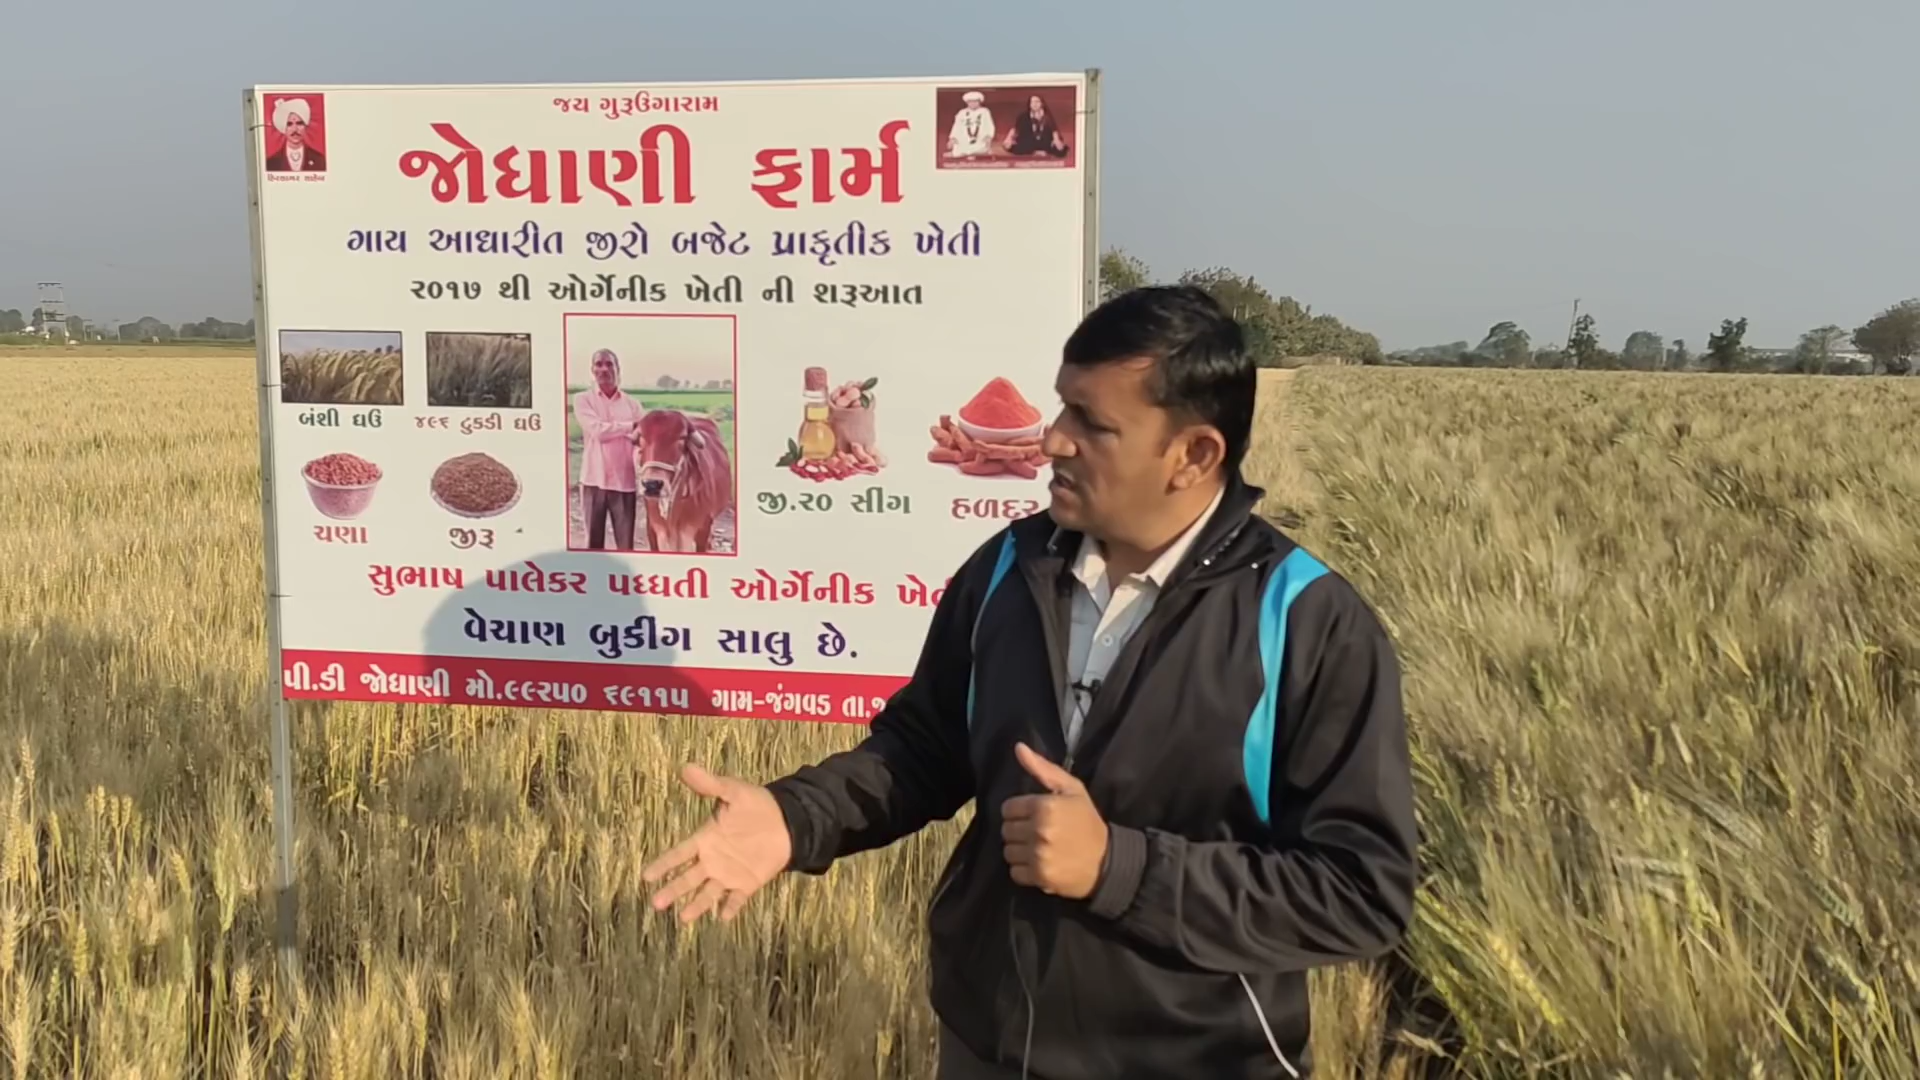 જય ગુરૂઉગારામ
જોધાણી ફાર્મ
ગાય આધારીત જીરો બજેટ પ્રાકૃતીક ખેતી
૨૦૧૭ થી ઓર્ગેનીક ખેતી ની શરૂઆત
બંશી ઘઉં
૪૯૬ ટુકડી ઘઉં
ચણા
જીરૂ
જી.૨૦ સીંગ
હળદર
સુભાષ પાલેકર પધ્ધતી ઓર્ગેનીક
વેચાણ બુકીંગ સાલુ છે.
પી.ડી જોધાણી મો.૯૯૨૫૦ ૬૯૧૧૫ ગામ-જંગવડ તા.